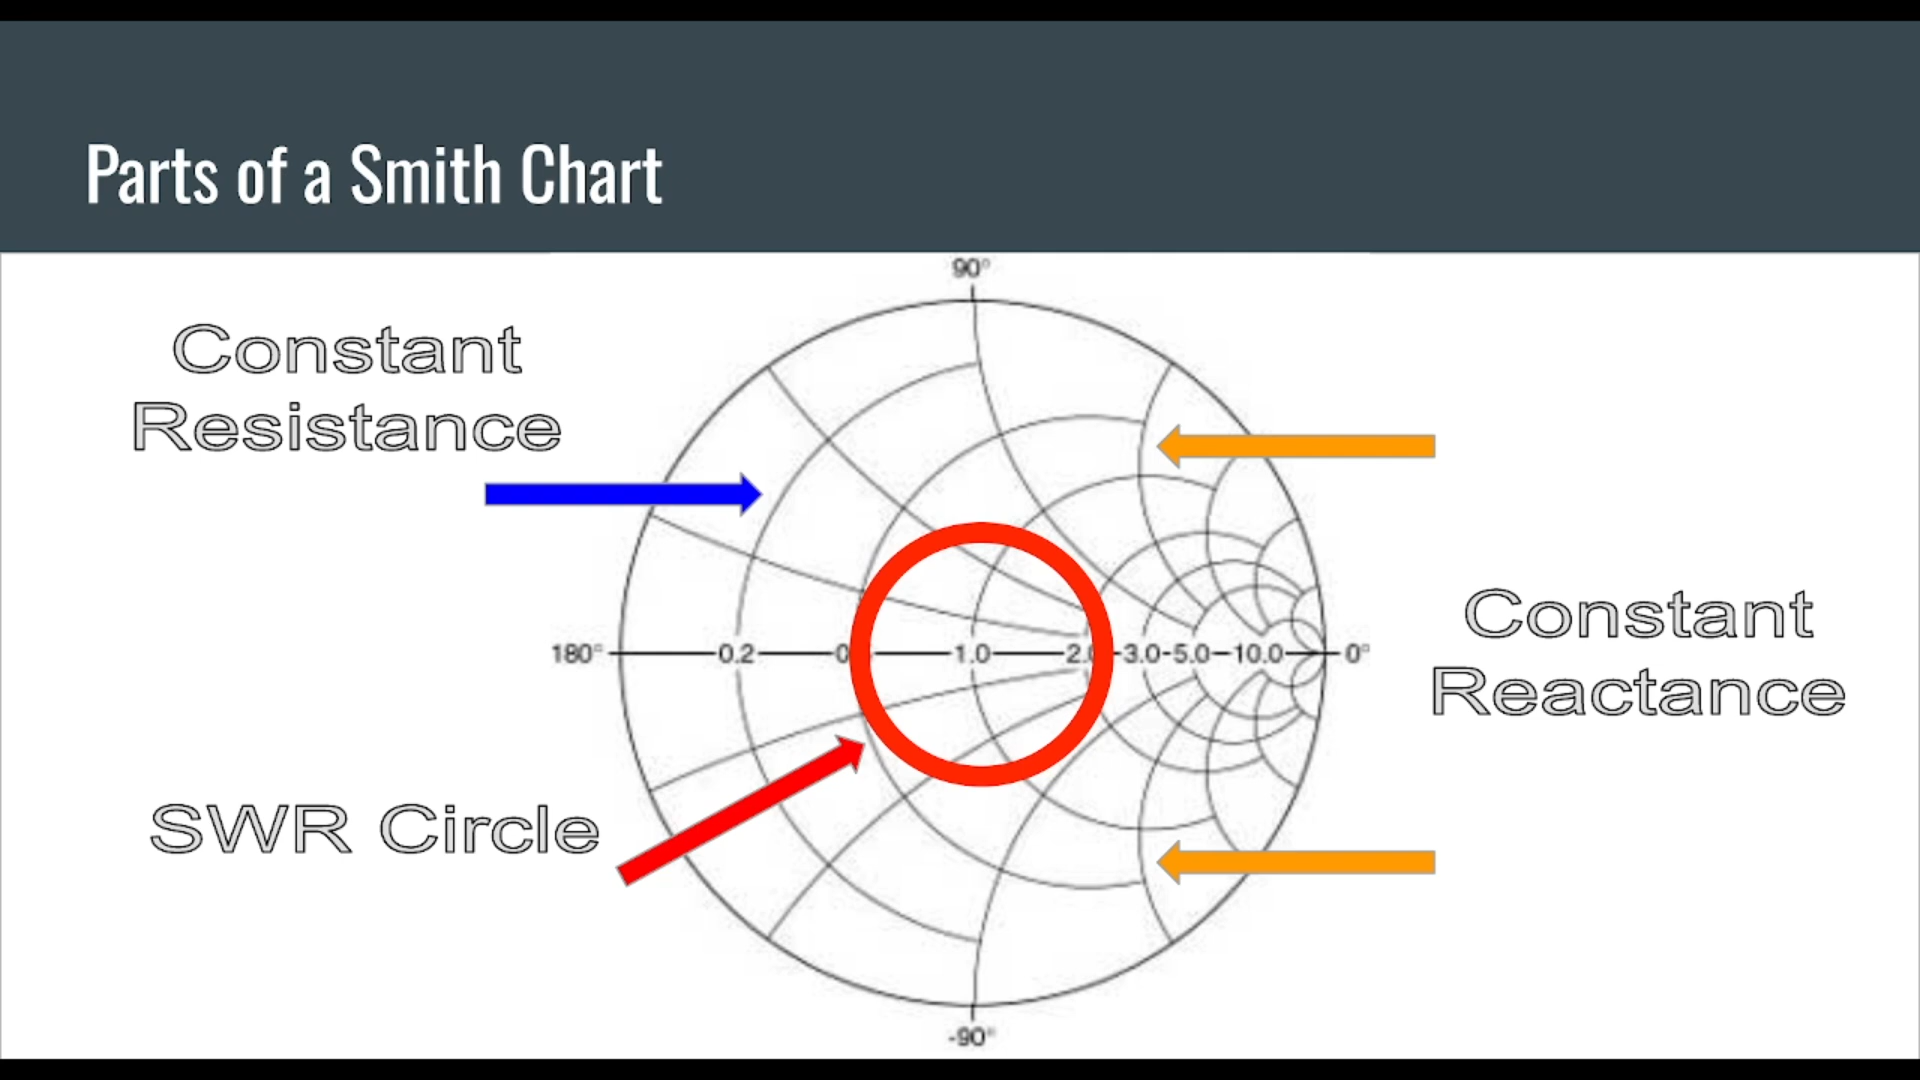 Parts of a Smith Chart
90°
Constant
Resistance
Constant
Reactance
180° 0.2 1.0 3.0 5.0 10.0 0°
SWR Circle
-90°